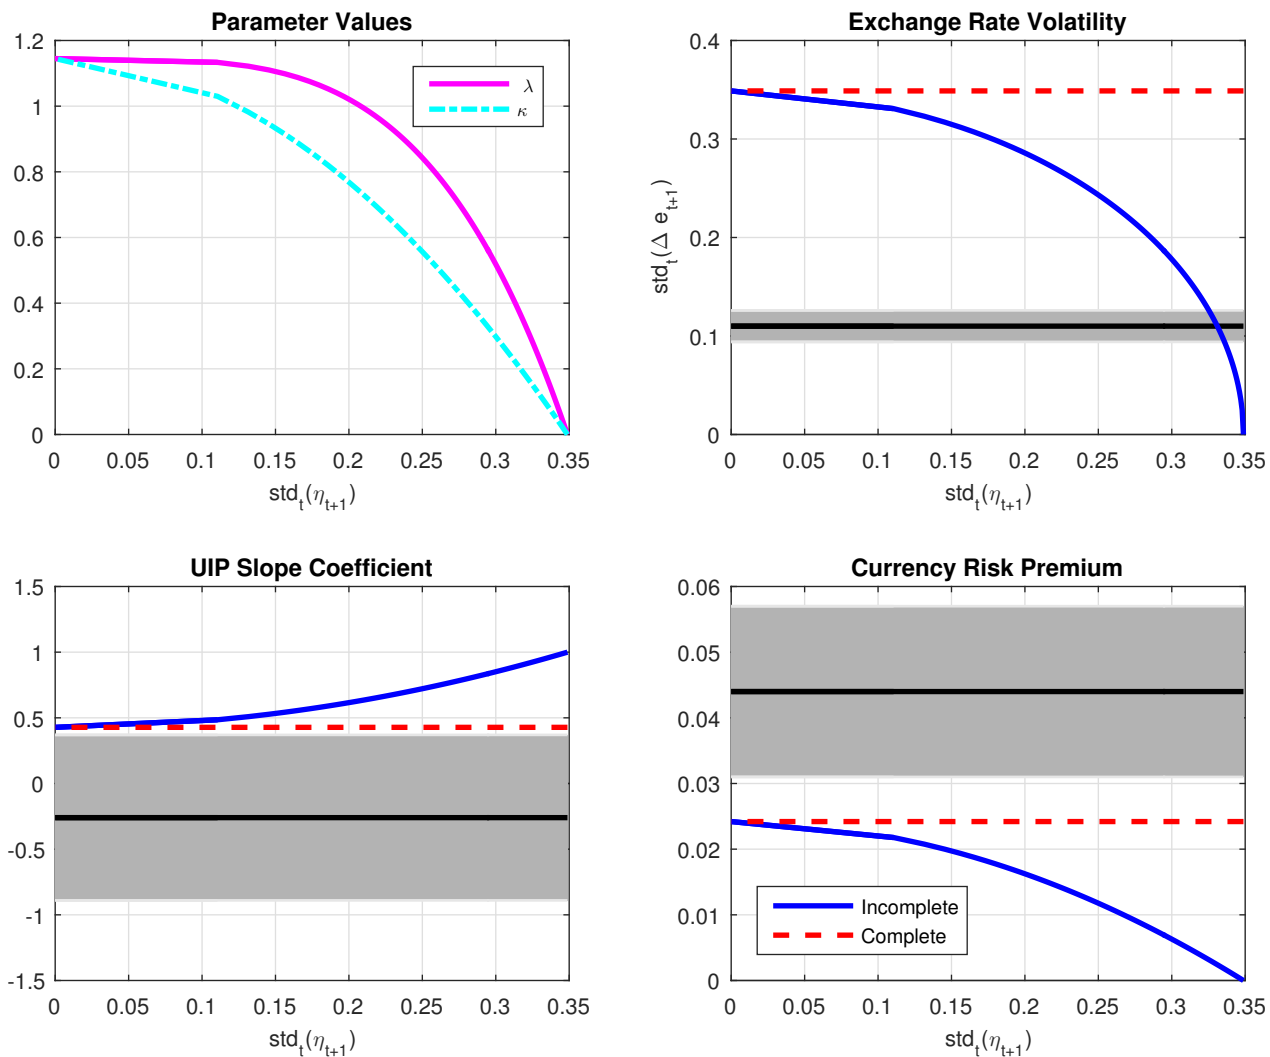 Parameter Values
1.2
1
0.8
0.6
0.4
0.2
0
λ
κ
0 0.05 0.1 0.15 0.2 0.25 0.3 0.35
std_t(η_{t+1})
Exchange Rate Volatility
std_t(Δ e_{t+1})
0.4
0.3
0.2
0.1
0
0 0.05 0.1 0.15 0.2 0.25 0.3 0.35
std_t(η_{t+1})
UIP Slope Coefficient
1.5
1
0.5
0
-0.5
-1
-1.5
0 0.05 0.1 0.15 0.2 0.25 0.3 0.35
std_t(η_{t+1})
Currency Risk Premium
0.06
0.05
0.04
0.03
0.02
0.01
0
Incomplete
Complete
0 0.05 0.1 0.15 0.2 0.25 0.3 0.35
std_t(η_{t+1})